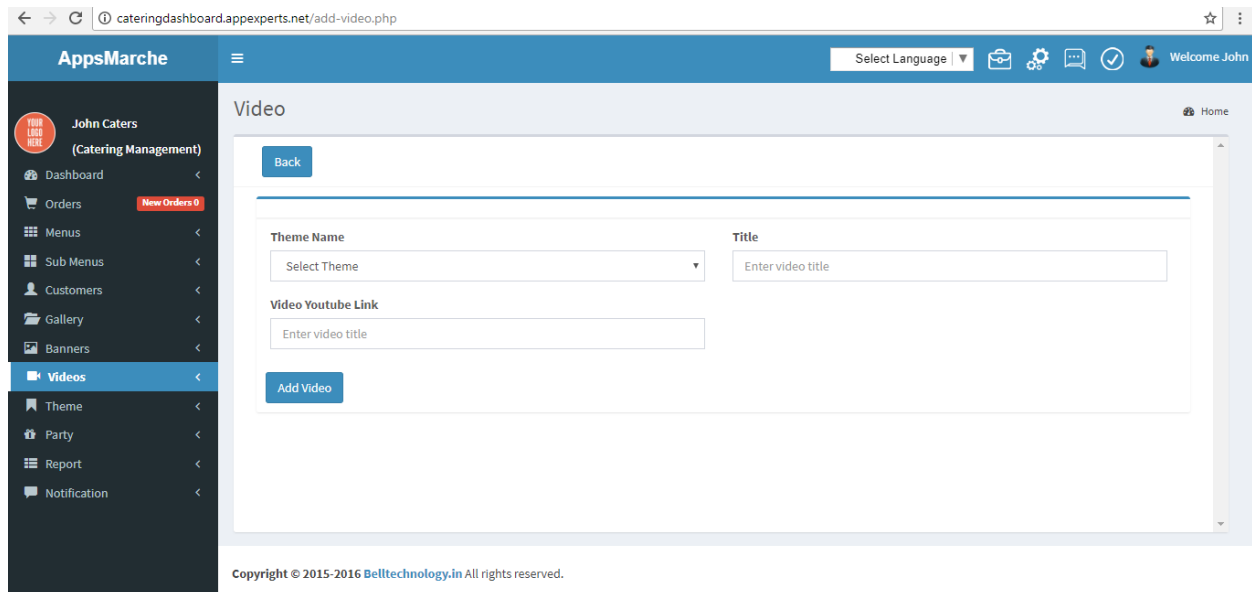 cateringdashboard.appexperts.net/add-video.php
AppsMarche
Select Language
Welcome John
YOUR
LOGO
HERE
John Caters
(Catering Management)
Dashboard
Orders
New Orders 0
Menus
Sub Menus
Customers
Gallery
Banners
Videos
Theme
Party
Report
Notification
Video
Home
Back
Theme Name
Title
Select Theme
Enter video title
Video Youtube Link
Enter video title
Add Video
Copyright © 2015-2016 Belltechnology.in All rights reserved.